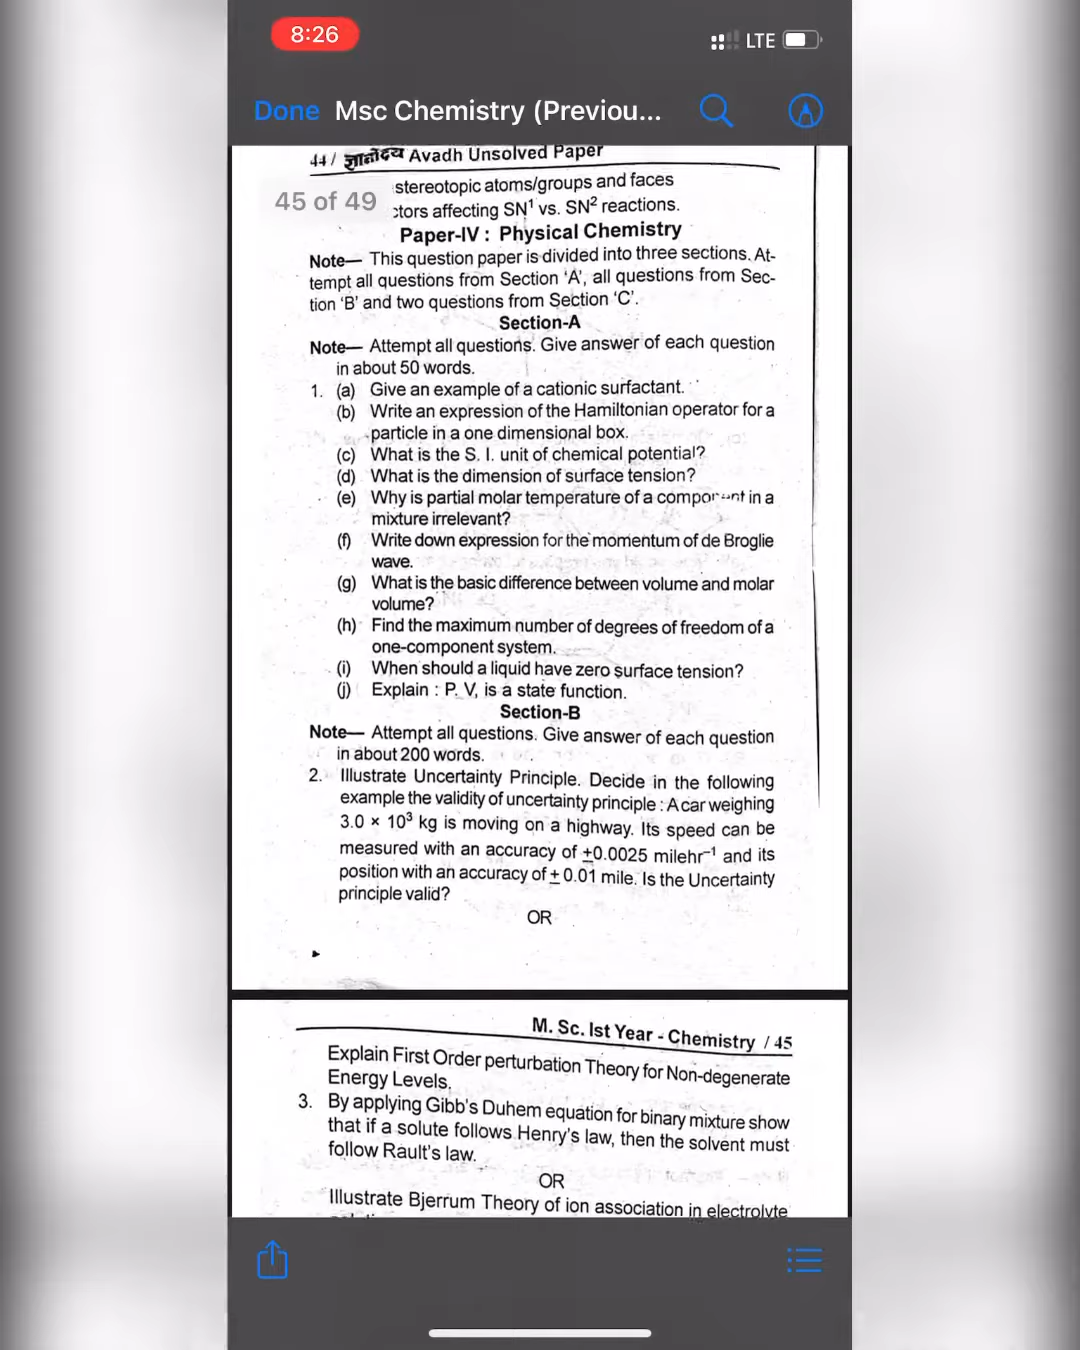 8:26
LTE
Done Msc Chemistry (Previou...
44 / ज्ञानोदय Avadh Unsolved Paper
45 of 49
stereotopic atoms/groups and faces
ctors affecting SN¹ vs. SN² reactions.
Paper-IV : Physical Chemistry
Note— This question paper is divided into three sections. At-
tempt all questions from Section 'A', all questions from Sec-
tion 'B' and two questions from Section 'C'.
Section-A
Note— Attempt all questions. Give answer of each question
in about 50 words.
1. (a) Give an example of a cationic surfactant.
(b) Write an expression of the Hamiltonian operator for a
particle in a one dimensional box.
(c) What is the S. I. unit of chemical potential?
(d) What is the dimension of surface tension?
(e) Why is partial molar temperature of a component in a
mixture irrelevant?
(f) Write down expression for the momentum of de Broglie
wave.
(g) What is the basic difference between volume and molar
volume?
(h) Find the maximum number of degrees of freedom of a
one-component system.
(i) When should a liquid have zero surface tension?
(j) Explain : P. V, is a state function.
Section-B
Note— Attempt all questions. Give answer of each question
in about 200 words.
2. Illustrate Uncertainty Principle. Decide in the following
example the validity of uncertainty principle : A car weighing
3.0 × 10³ kg is moving on a highway. Its speed can be
measured with an accuracy of ±0.0025 milehr⁻¹ and its
position with an accuracy of ± 0.01 mile. Is the Uncertainty
principle valid?
OR
M. Sc. Ist Year - Chemistry / 45
Explain First Order perturbation Theory for Non-degenerate
Energy Levels.
3. By applying Gibb's Duhem equation for binary mixture show
that if a solute follows Henry's law, then the solvent must
follow Rault's law.
OR
Illustrate Bjerrum Theory of ion association in electrolyte